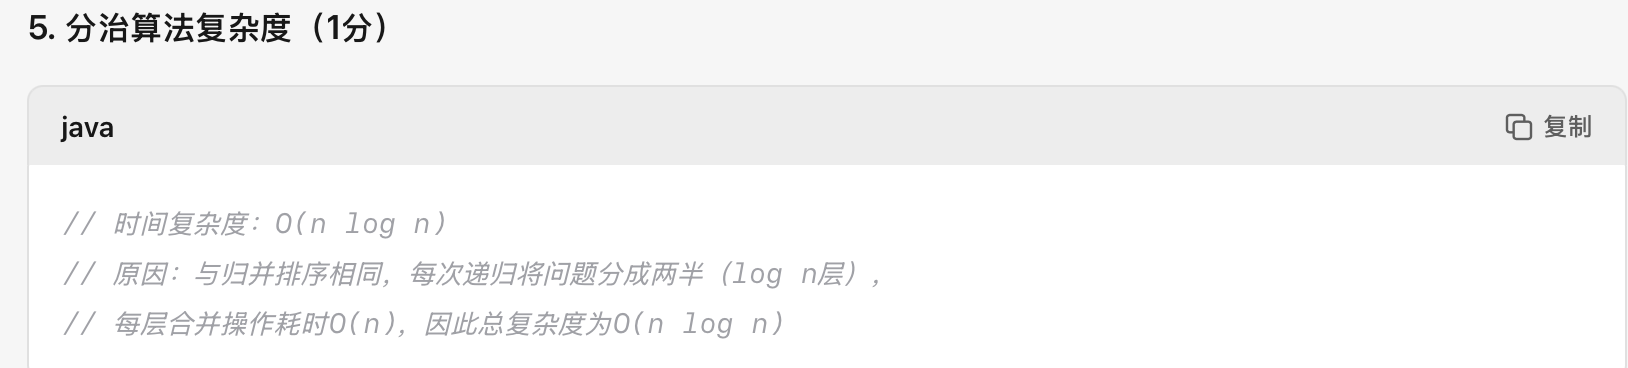 5. 分治算法复杂度（1分）
java
复制
// 时间复杂度：O(n log n)
// 原因：与归并排序相同，每次递归将问题分成两半（log n层），
// 每层合并操作耗时O(n)，因此总复杂度为O(n log n)